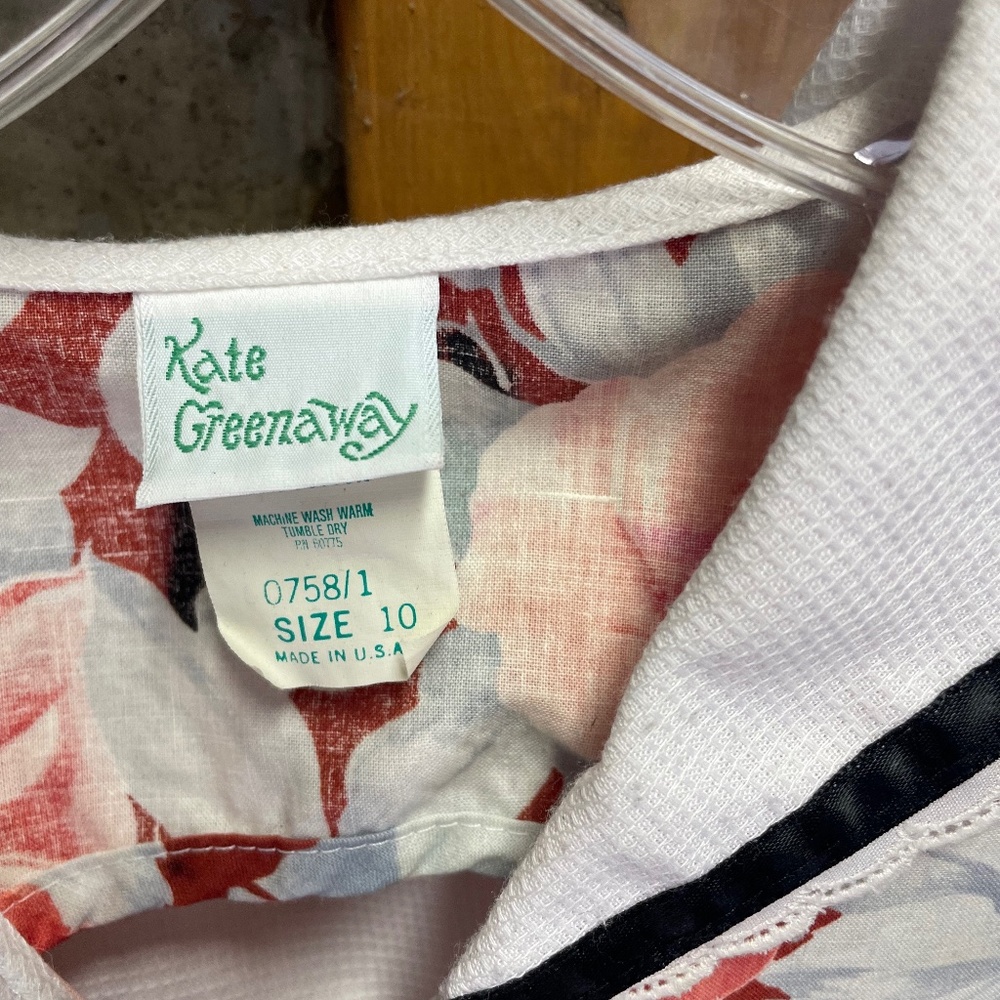 Kate
Greenaway
MACHINE WASH WARM
TUMBLE DRY
RN 60775
0758/1
SIZE 10
MADE IN U.S.A